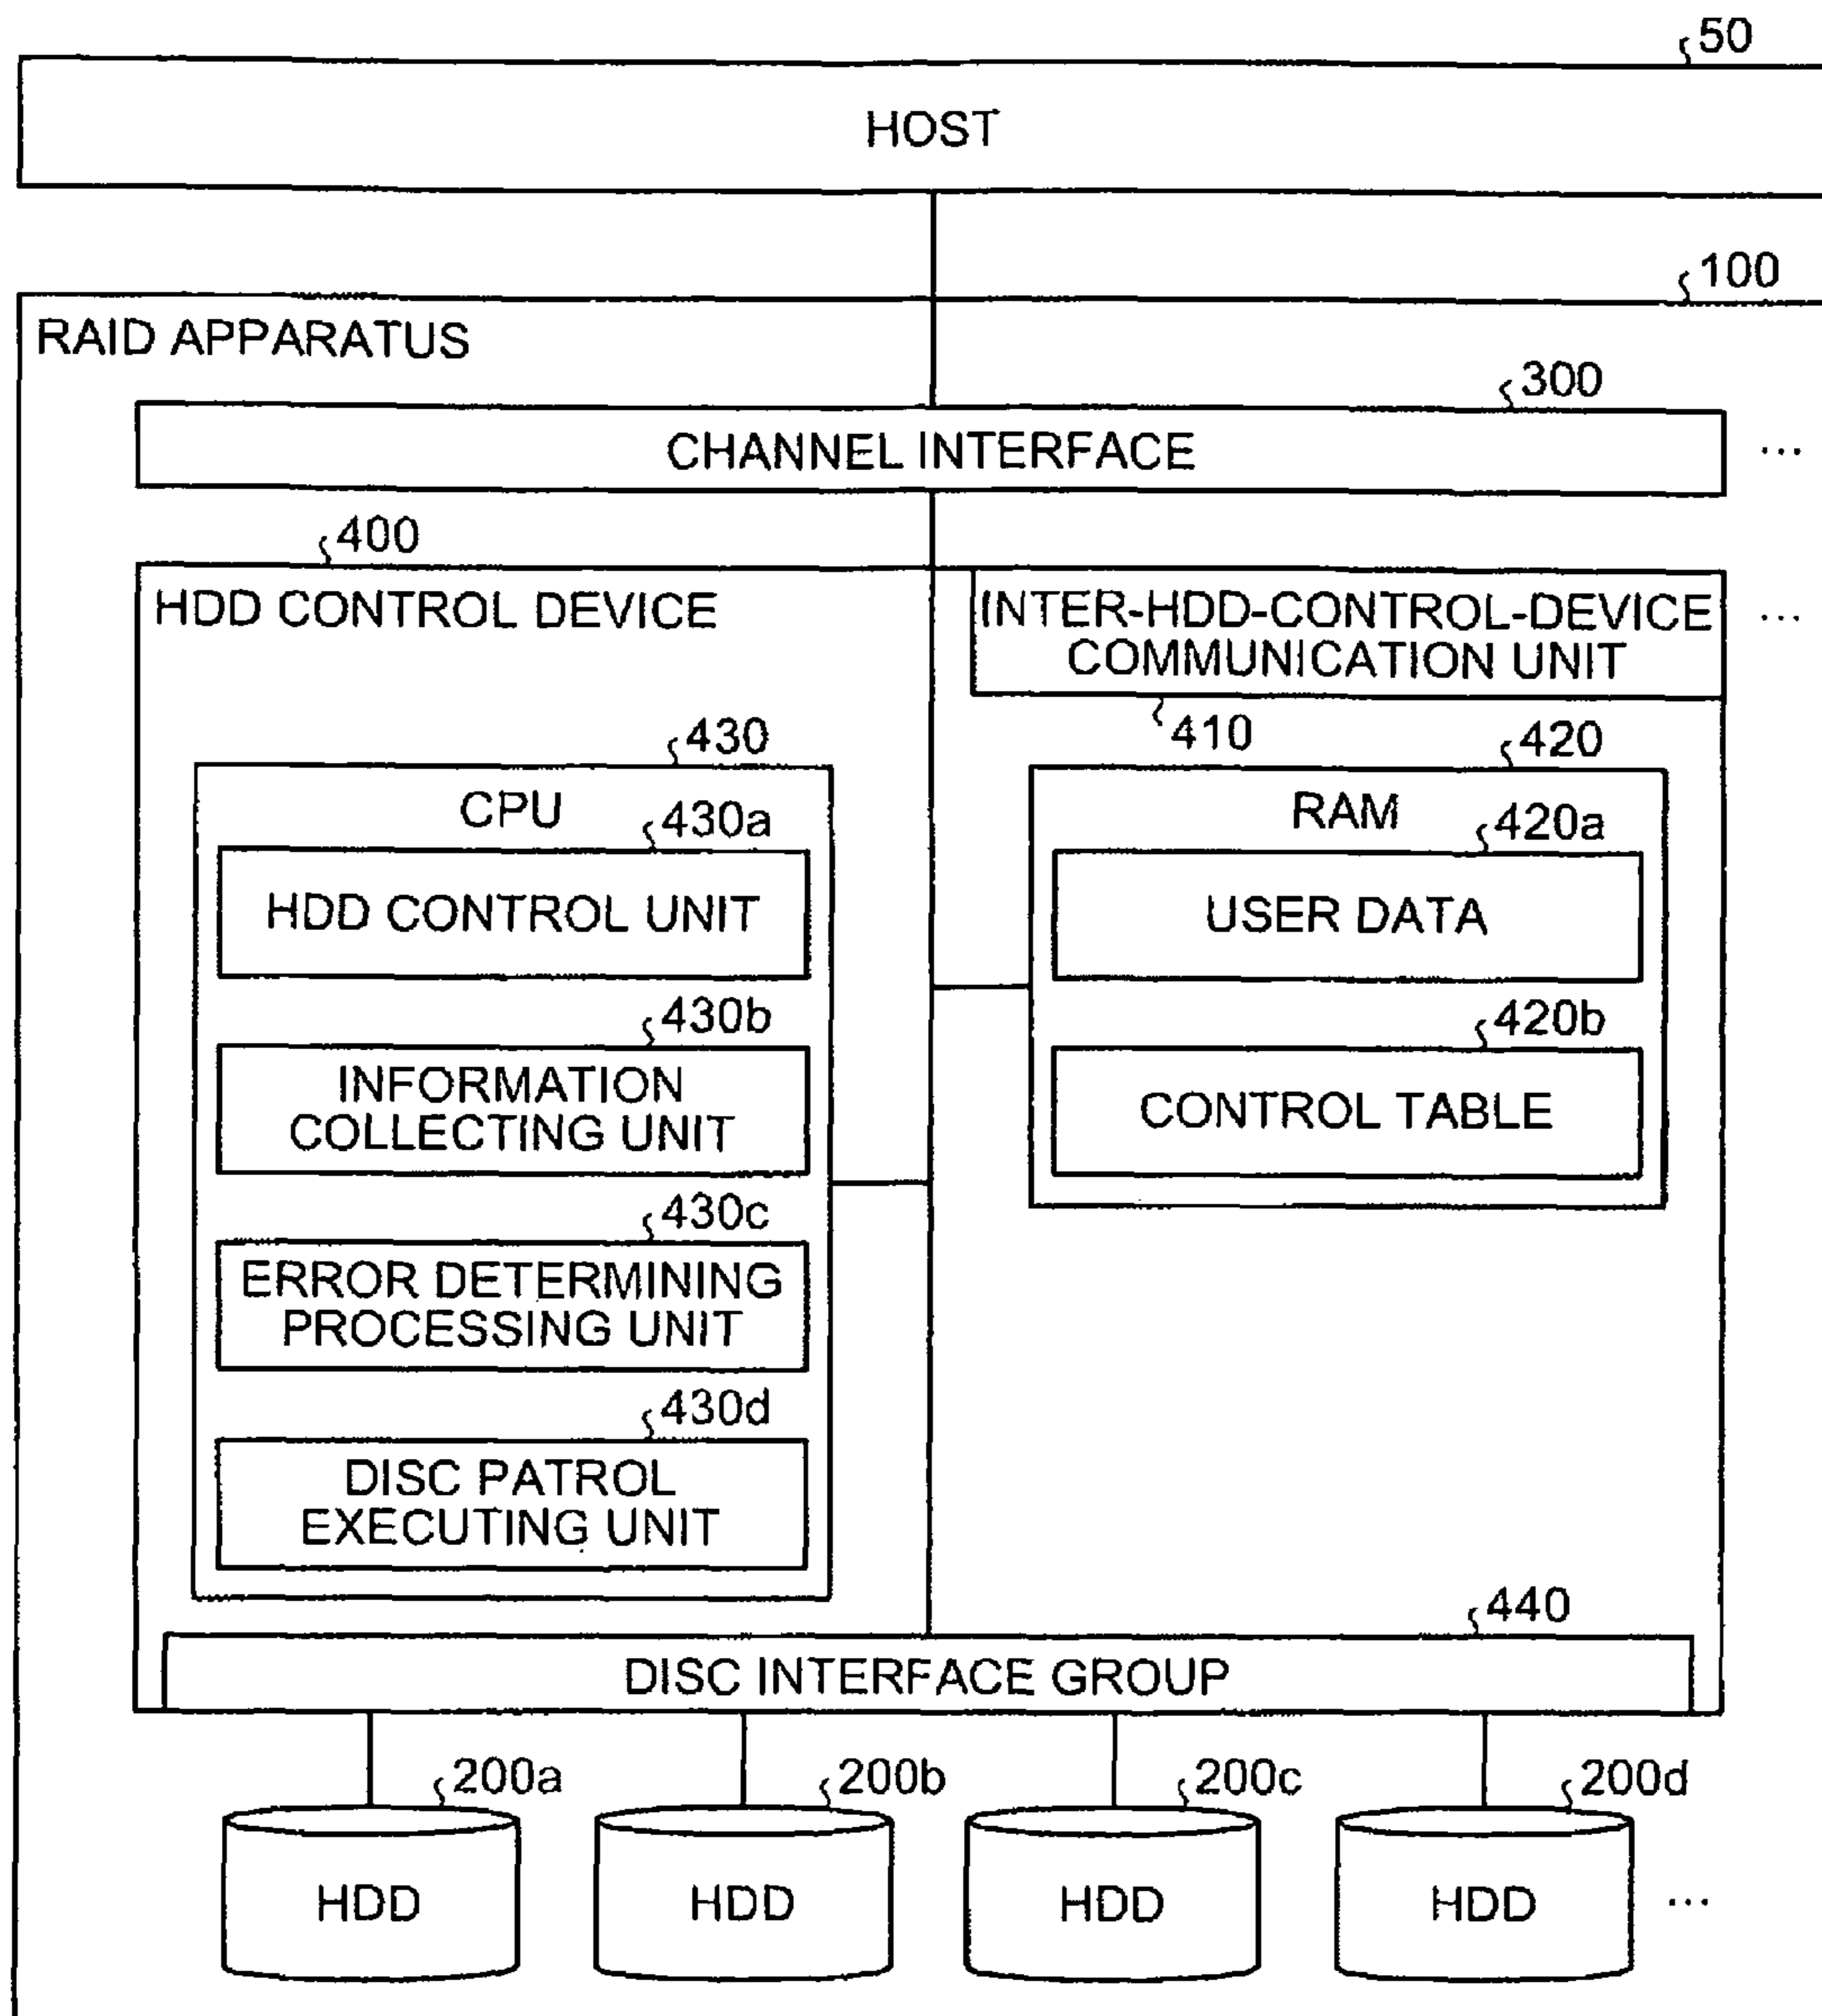 50
HOST
100
RAID APPARATUS
300
CHANNEL INTERFACE
...
400
HDD CONTROL DEVICE
INTER-HDD-CONTROL-DEVICE
COMMUNICATION UNIT
...
410
430
CPU
430a
HDD CONTROL UNIT
430b
INFORMATION
COLLECTING UNIT
430c
ERROR DETERMINING
PROCESSING UNIT
430d
DISC PATROL
EXECUTING UNIT
420
RAM
420a
USER DATA
420b
CONTROL TABLE
440
DISC INTERFACE GROUP
200a
HDD
200b
HDD
200c
HDD
200d
HDD
...